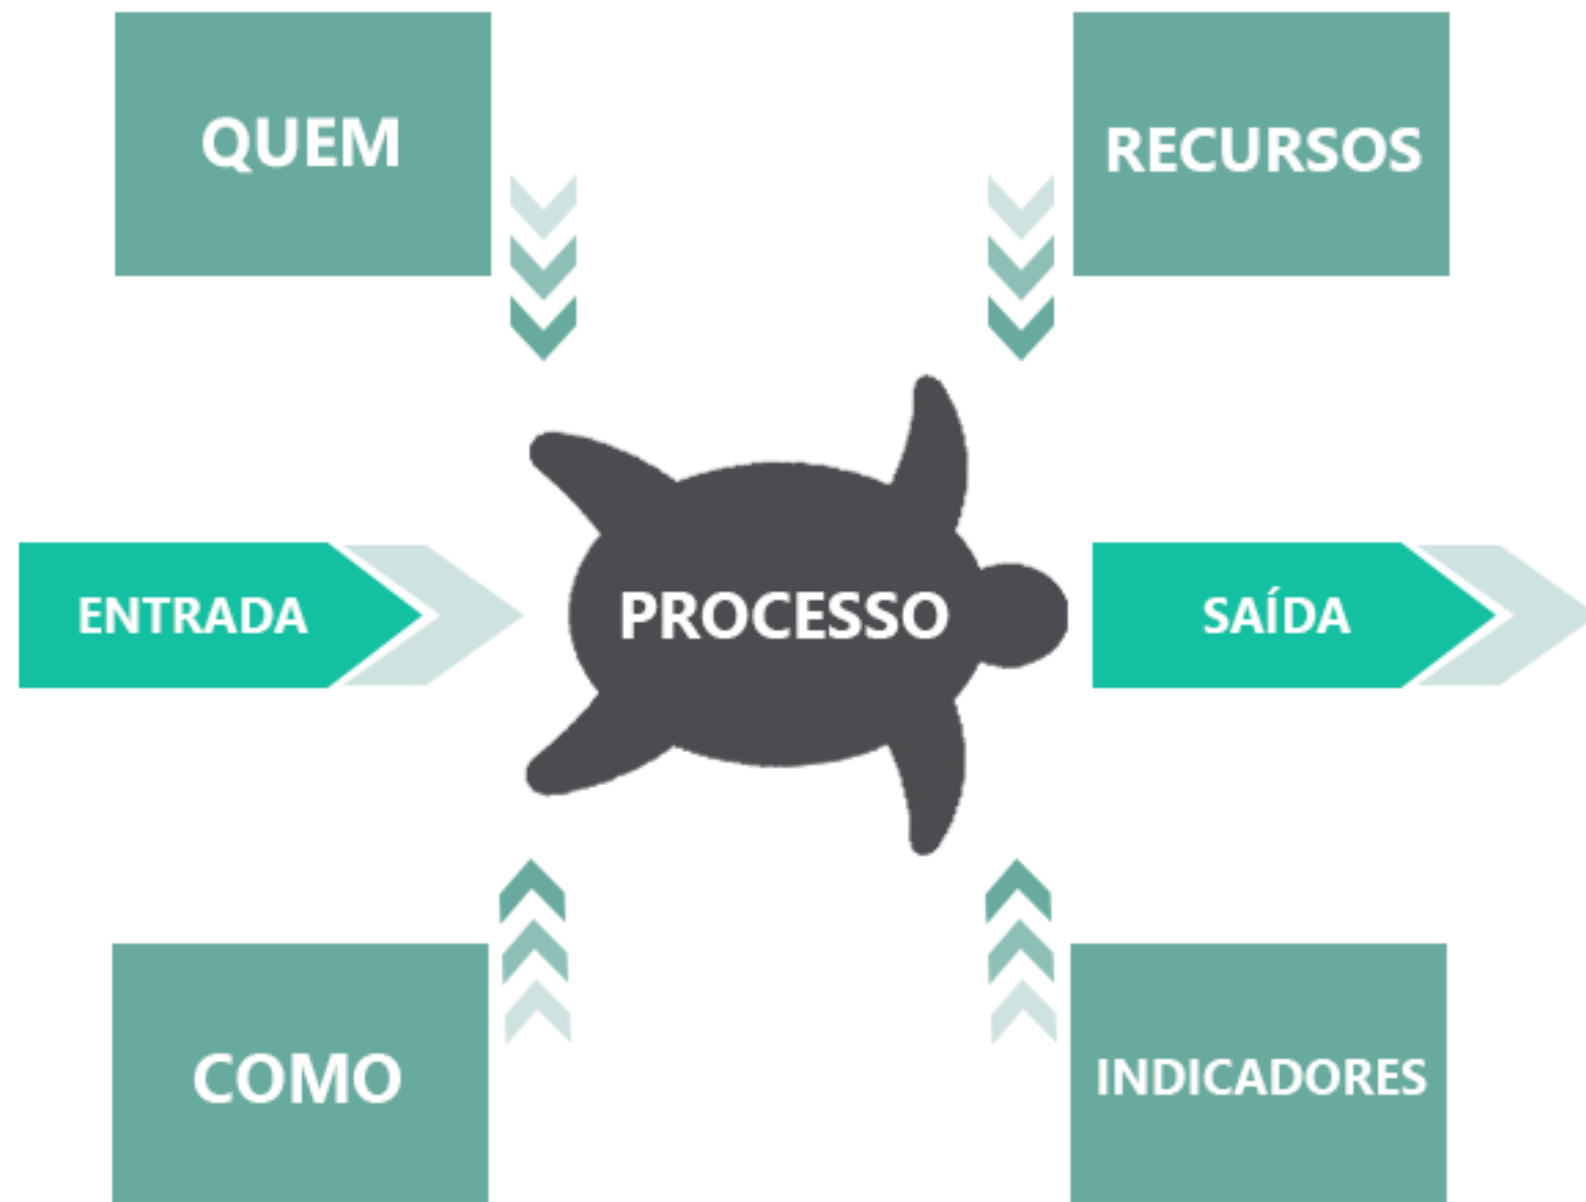 QUEM
RECURSOS
ENTRADA
PROCESSO
SAÍDA
COMO
INDICADORES